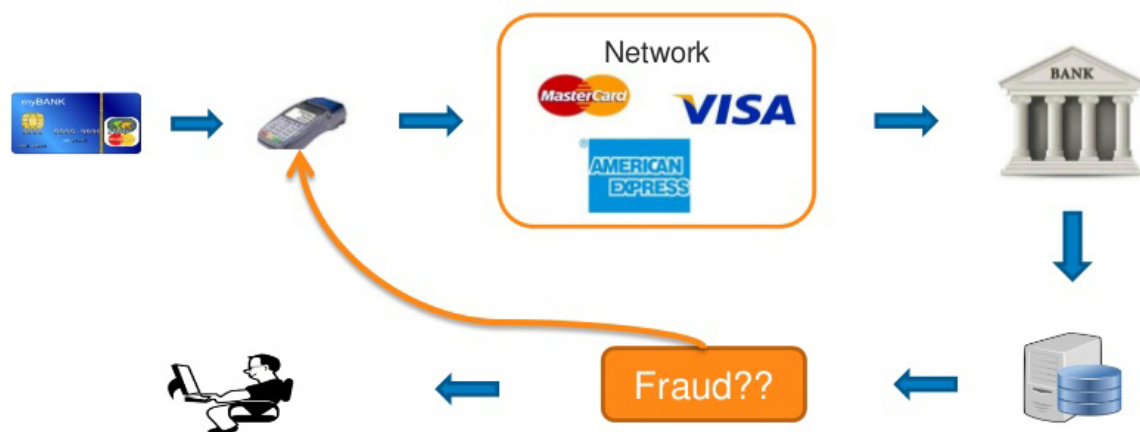 Network
myBANK
MasterCard
VISA
®
AMERICAN
EXPRESS
BANK
Fraud??